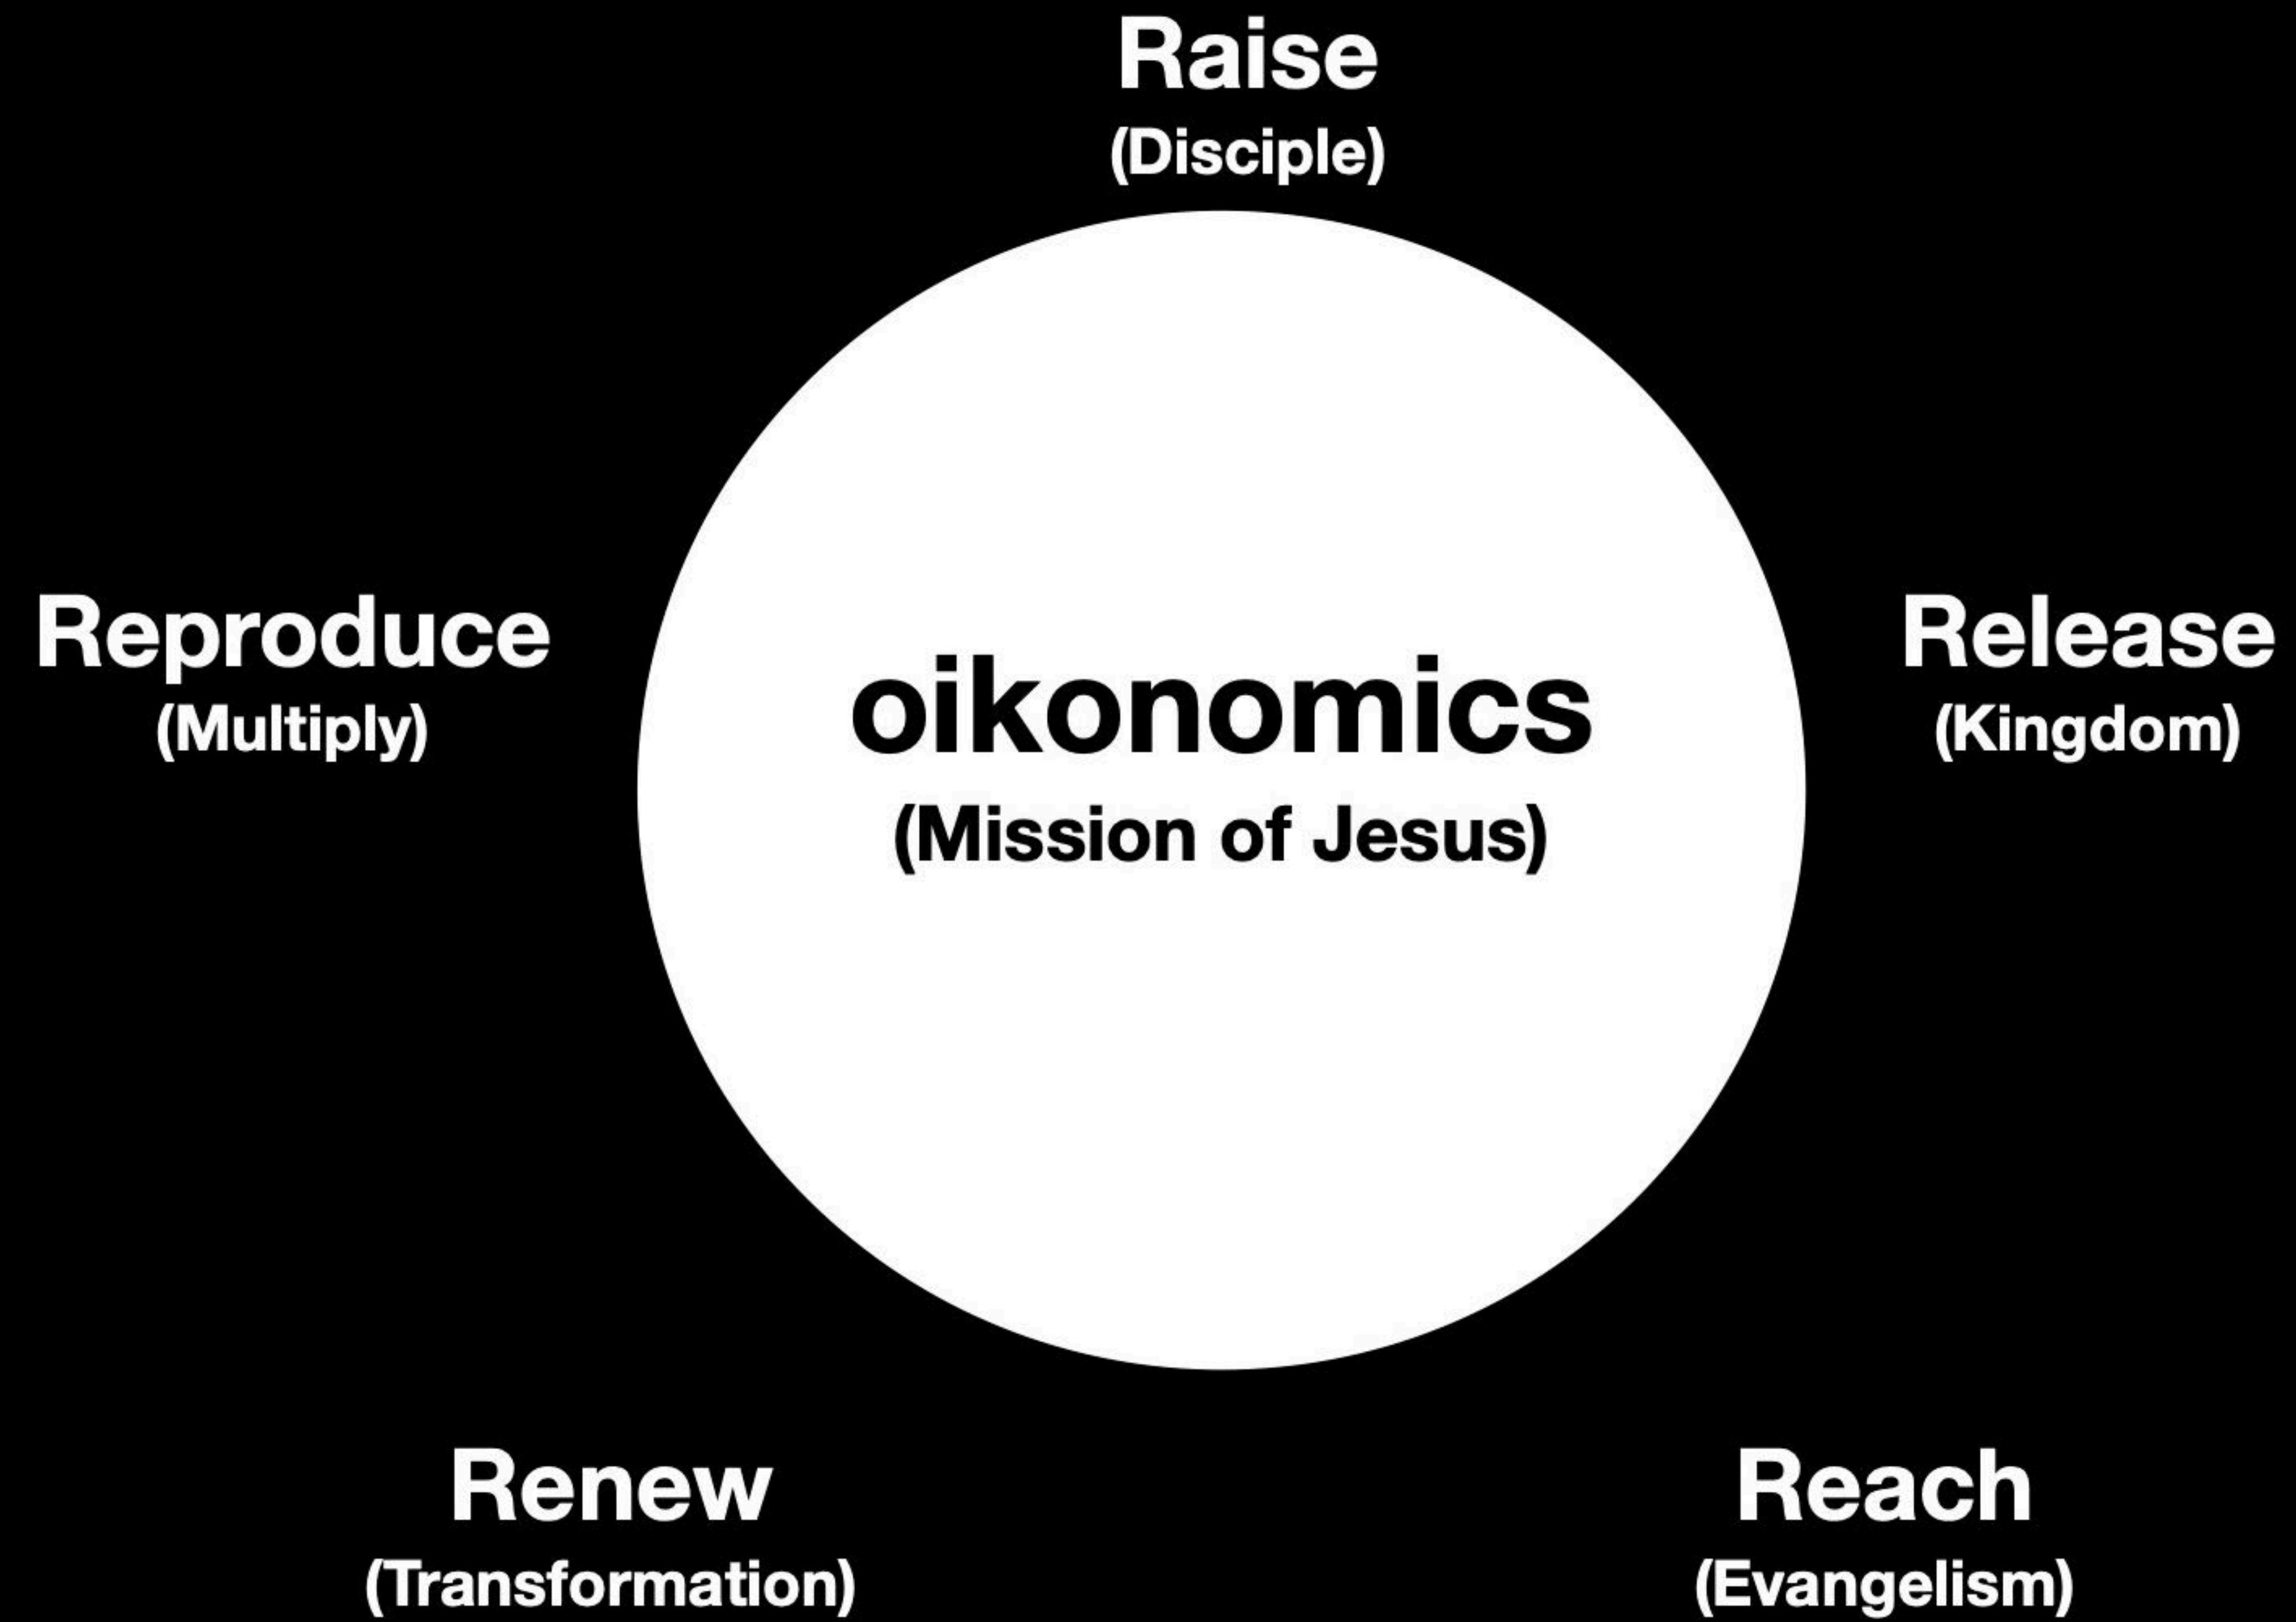 Raise
(Disciple)
Reproduce
(Multiply)
oikonomics
(Mission of Jesus)
Release
(Kingdom)
Renew
(Transformation)
Reach
(Evangelism)